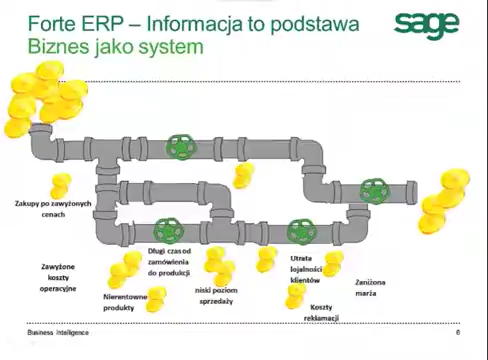 Forte ERP – Informacja to podstawa
Biznes jako system
sage
Zakupy po zawyżonych
cenach
Zawyżone
koszty
operacyjne
Nierentowne
produkty
Długi czas od
zamówienia
do produkcji
niski poziom
sprzedaży
Utrata
lojalności
klientów
Koszty
reklamacji
Zaniżona
marża
Business Intelligence
6